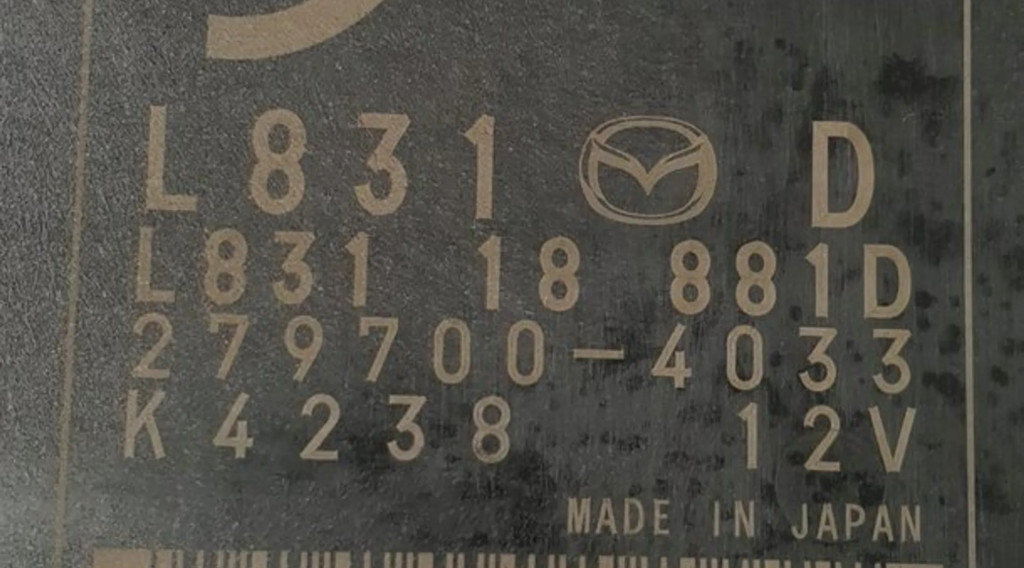 L831 D
L831 18 881D
279700-4033
K4238 12V
MADE IN JAPAN